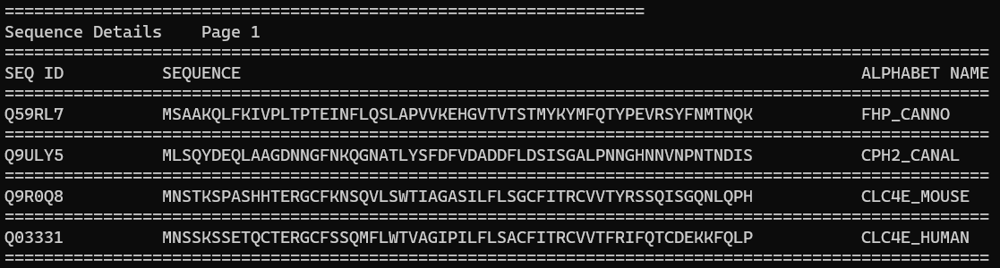 =================================================================
Sequence Details    Page 1
====================================================================================================
SEQ ID          SEQUENCE                                                               ALPHABET NAME
====================================================================================================
Q59RL7          MSAAKQLFKIVPLTPTEINFLQSLAPVVKEHGVTVTSTMYKYMFQTYPEVRSYFNMTNQK           FHP_CANNO
====================================================================================================
Q9ULY5          MLSQYDEQLAAGDNNGFNKQGNATLYSFDFVDADDFLDSISGALPNNGHNNVNPNTNDIS           CPH2_CANAL
====================================================================================================
Q9R0Q8          MNSTKSPASHHTERGCFKNSQVLSWTIAGASILFLSGCFITRCVVTYRSSQISGQNLQPH           CLC4E_MOUSE
====================================================================================================
Q03331          MNSSKSSETQCTERGCFSSQMFLWTVAGIPILFLSACFITRCVVTFRIFQTCDEKKFQLP           CLC4E_HUMAN
====================================================================================================